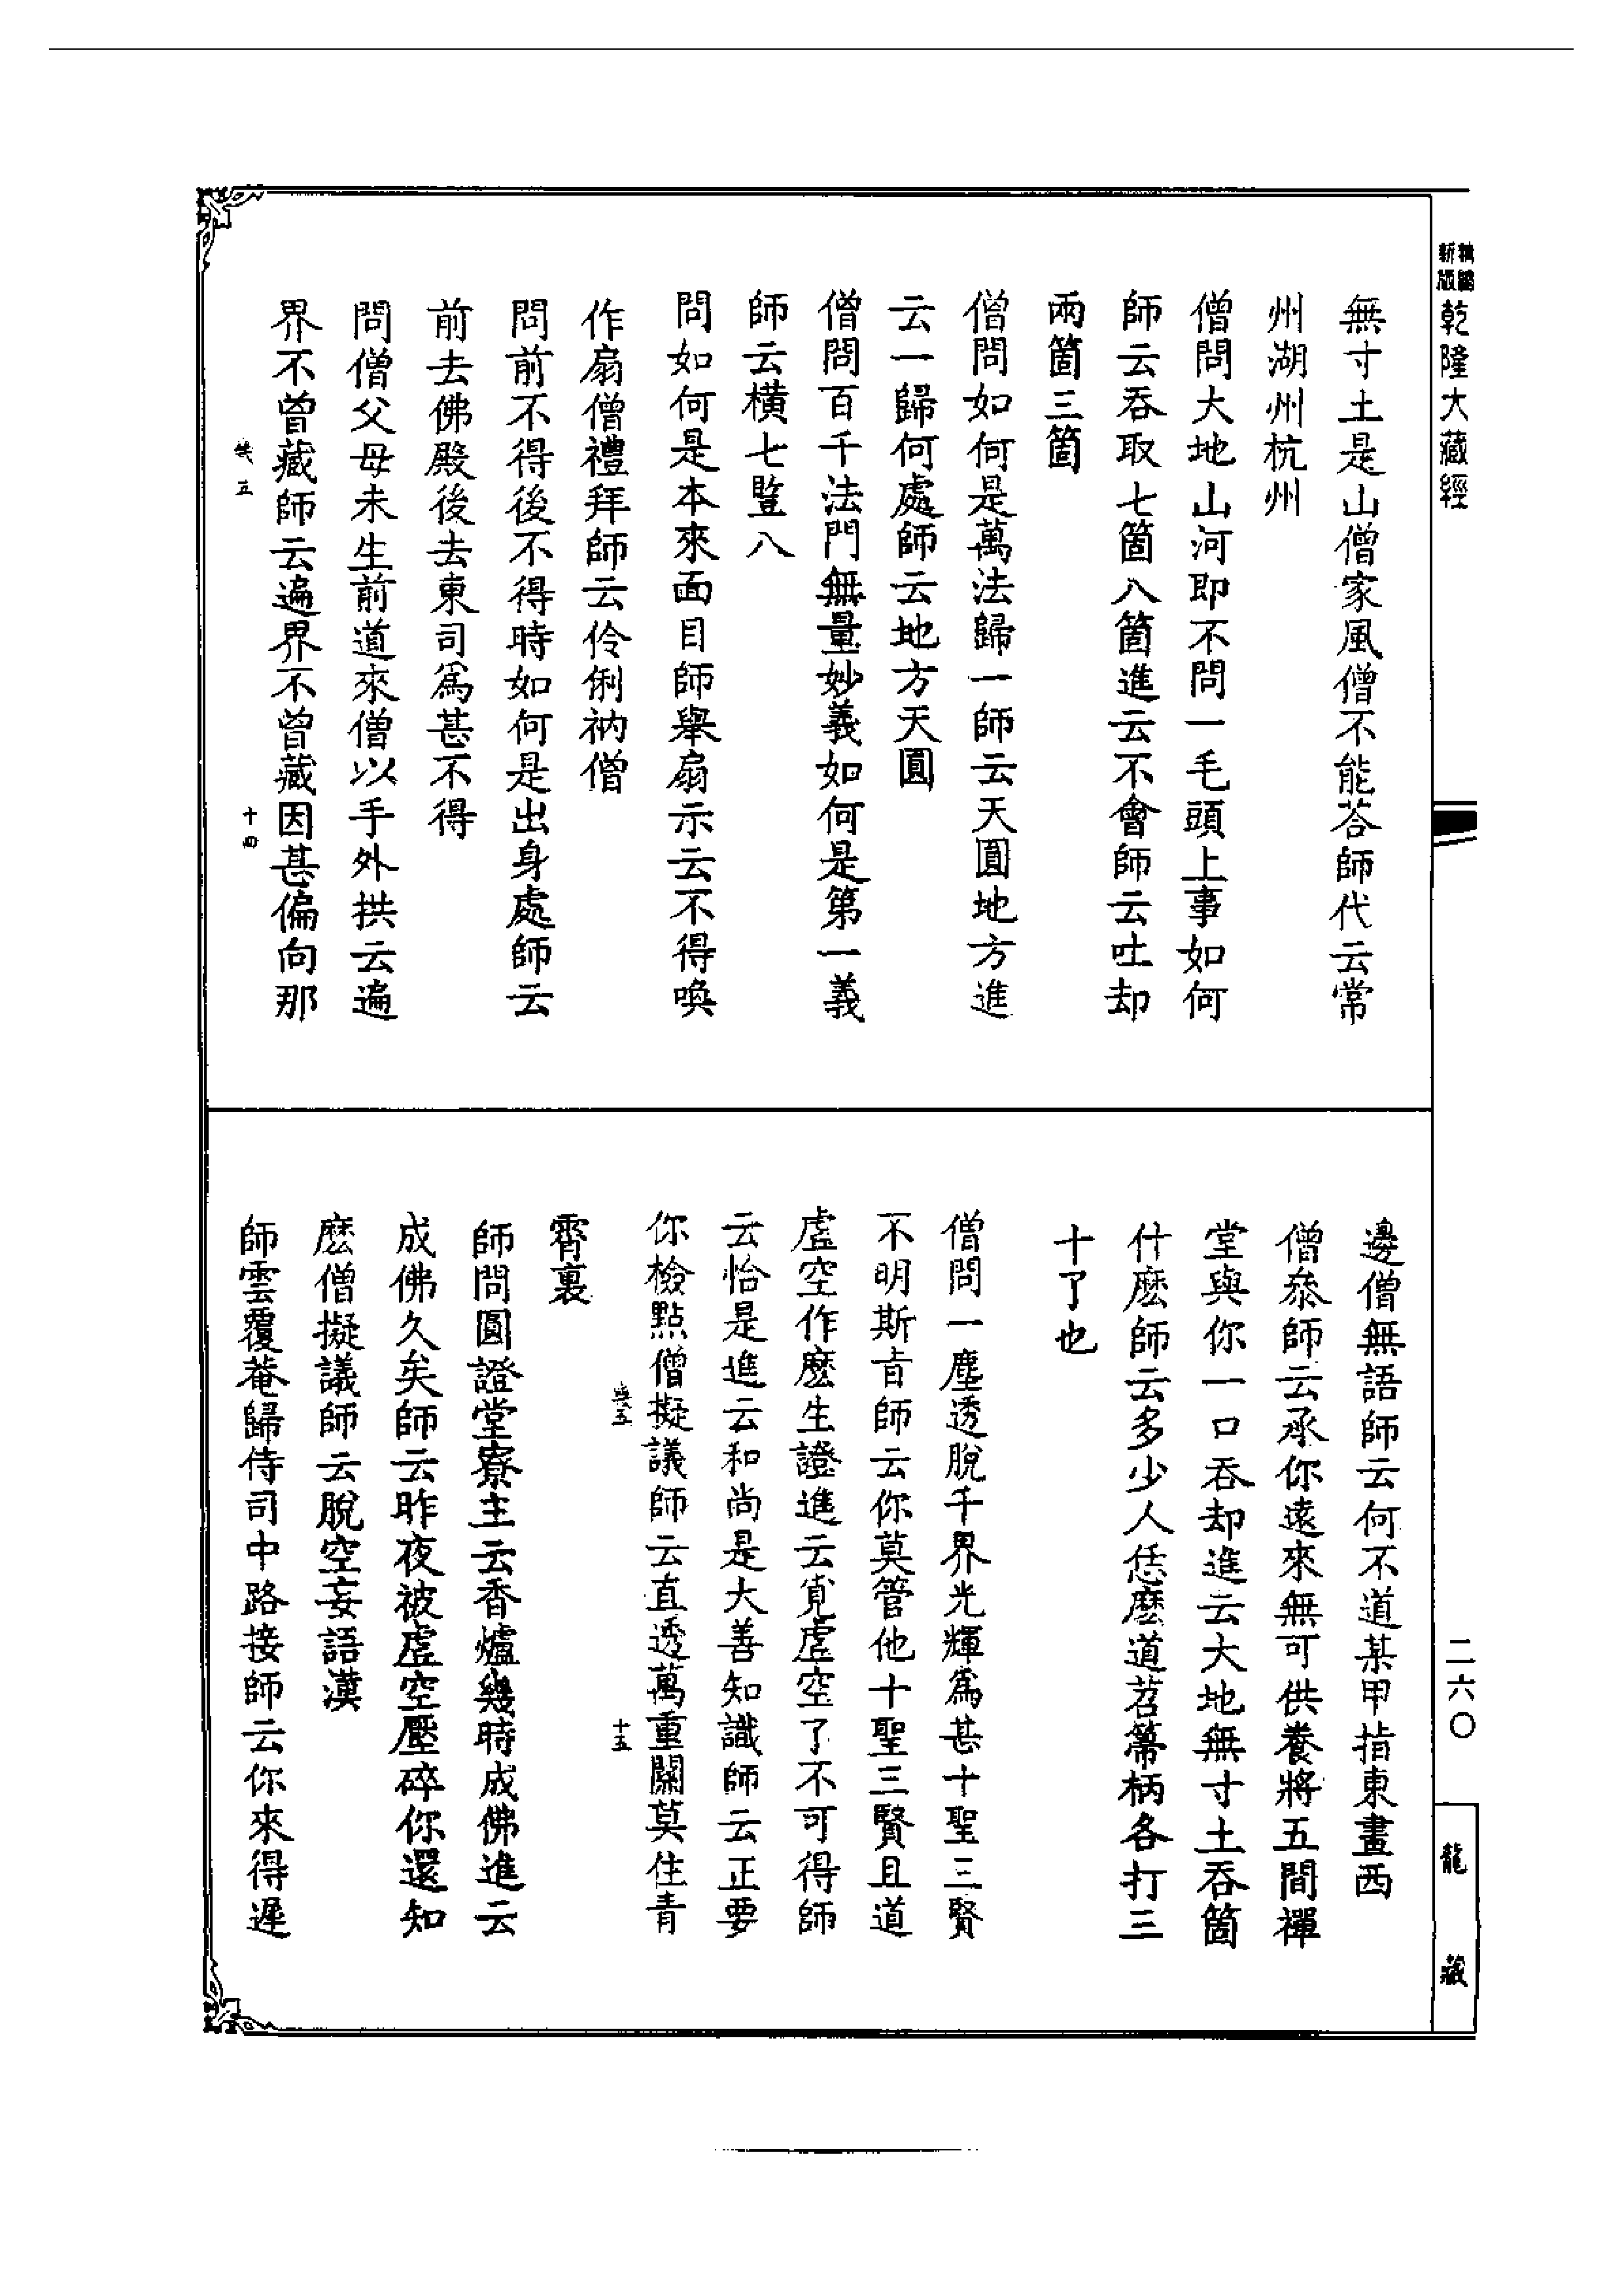 乾隆大藏經
無寸土是山僧家風僧不能荅師代云常
州湖州杭州
僧問大地山河即不問一毛頭上事如何
師云吞取七箇八箇進云不會師云吐却
兩箇三箇
僧問如何是萬法歸一師云天圓地方進
云一歸何處師云地方天圓
僧問百千法門無量妙義如何是第一義
師云橫七豎八
問如何是本來面目師舉扇示云不得喚
作扇僧禮拜師云伶俐衲僧
問前不得後不得時如何是出身處師云
前去佛殿後去東司爲甚不得
問僧父母未生前道來僧以手外拱云遍
界不曾藏師云遍界不曾藏因甚偏向那
五 十四
邊僧無語師云何不道某甲指東畫西
僧叅師云承你遠來無可供養將五間禪
堂與你一口吞却進云大地無寸土吞箇
什麽師云多少人恁麽道苕箒柄各打三
十了也
僧問一塵透脫千界光輝爲甚十聖三賢
不明斯旨師云你莫管他十聖三賢且道
虛空作麽生證進云覓虛空了不可得師
云恰是進云和尚是大善知識師云正要
你檢點僧擬議師云直透萬重關莫住青
五 十五
霄裏
師問圓證堂寮主云香爐幾時成佛進云
成佛久矣師云昨夜被虛空壓碎你還知
麽僧擬議師云脫空妄語漢
師雲覆菴歸侍司中路接師云你來得遲
二六〇
龍藏